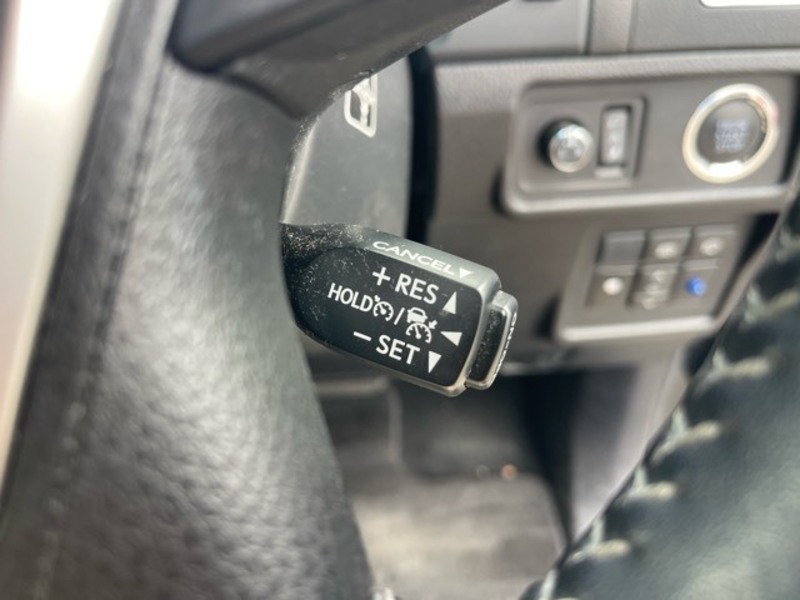 CANCEL▼
+ RES ▲
HOLD / ◀
− SET ▼